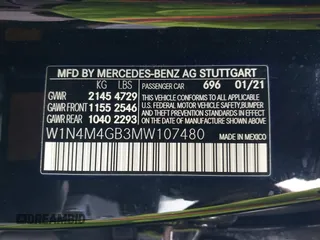 MFD BY MERCEDES-BENZ AG STUTTGART
KG LBS PASSENGER CAR 696 01/21
GVWR 2145 4729 THIS VEHICLE CONFORMS TO ALL
GAWR FRONT 1155 2546 APPLICABLE U.S. FEDERAL MOTOR
VEHICLE SAFETY, BUMPER,
GAWR REAR 1040 2293 AND THEFT PREVENTION STANDARDS
IN EFFECT ON THE DATE OF
MANUFACTURE SHOWN ABOVE.
W1N4M4GB3MW107480 MADE IN MEXICO
DREAMBID